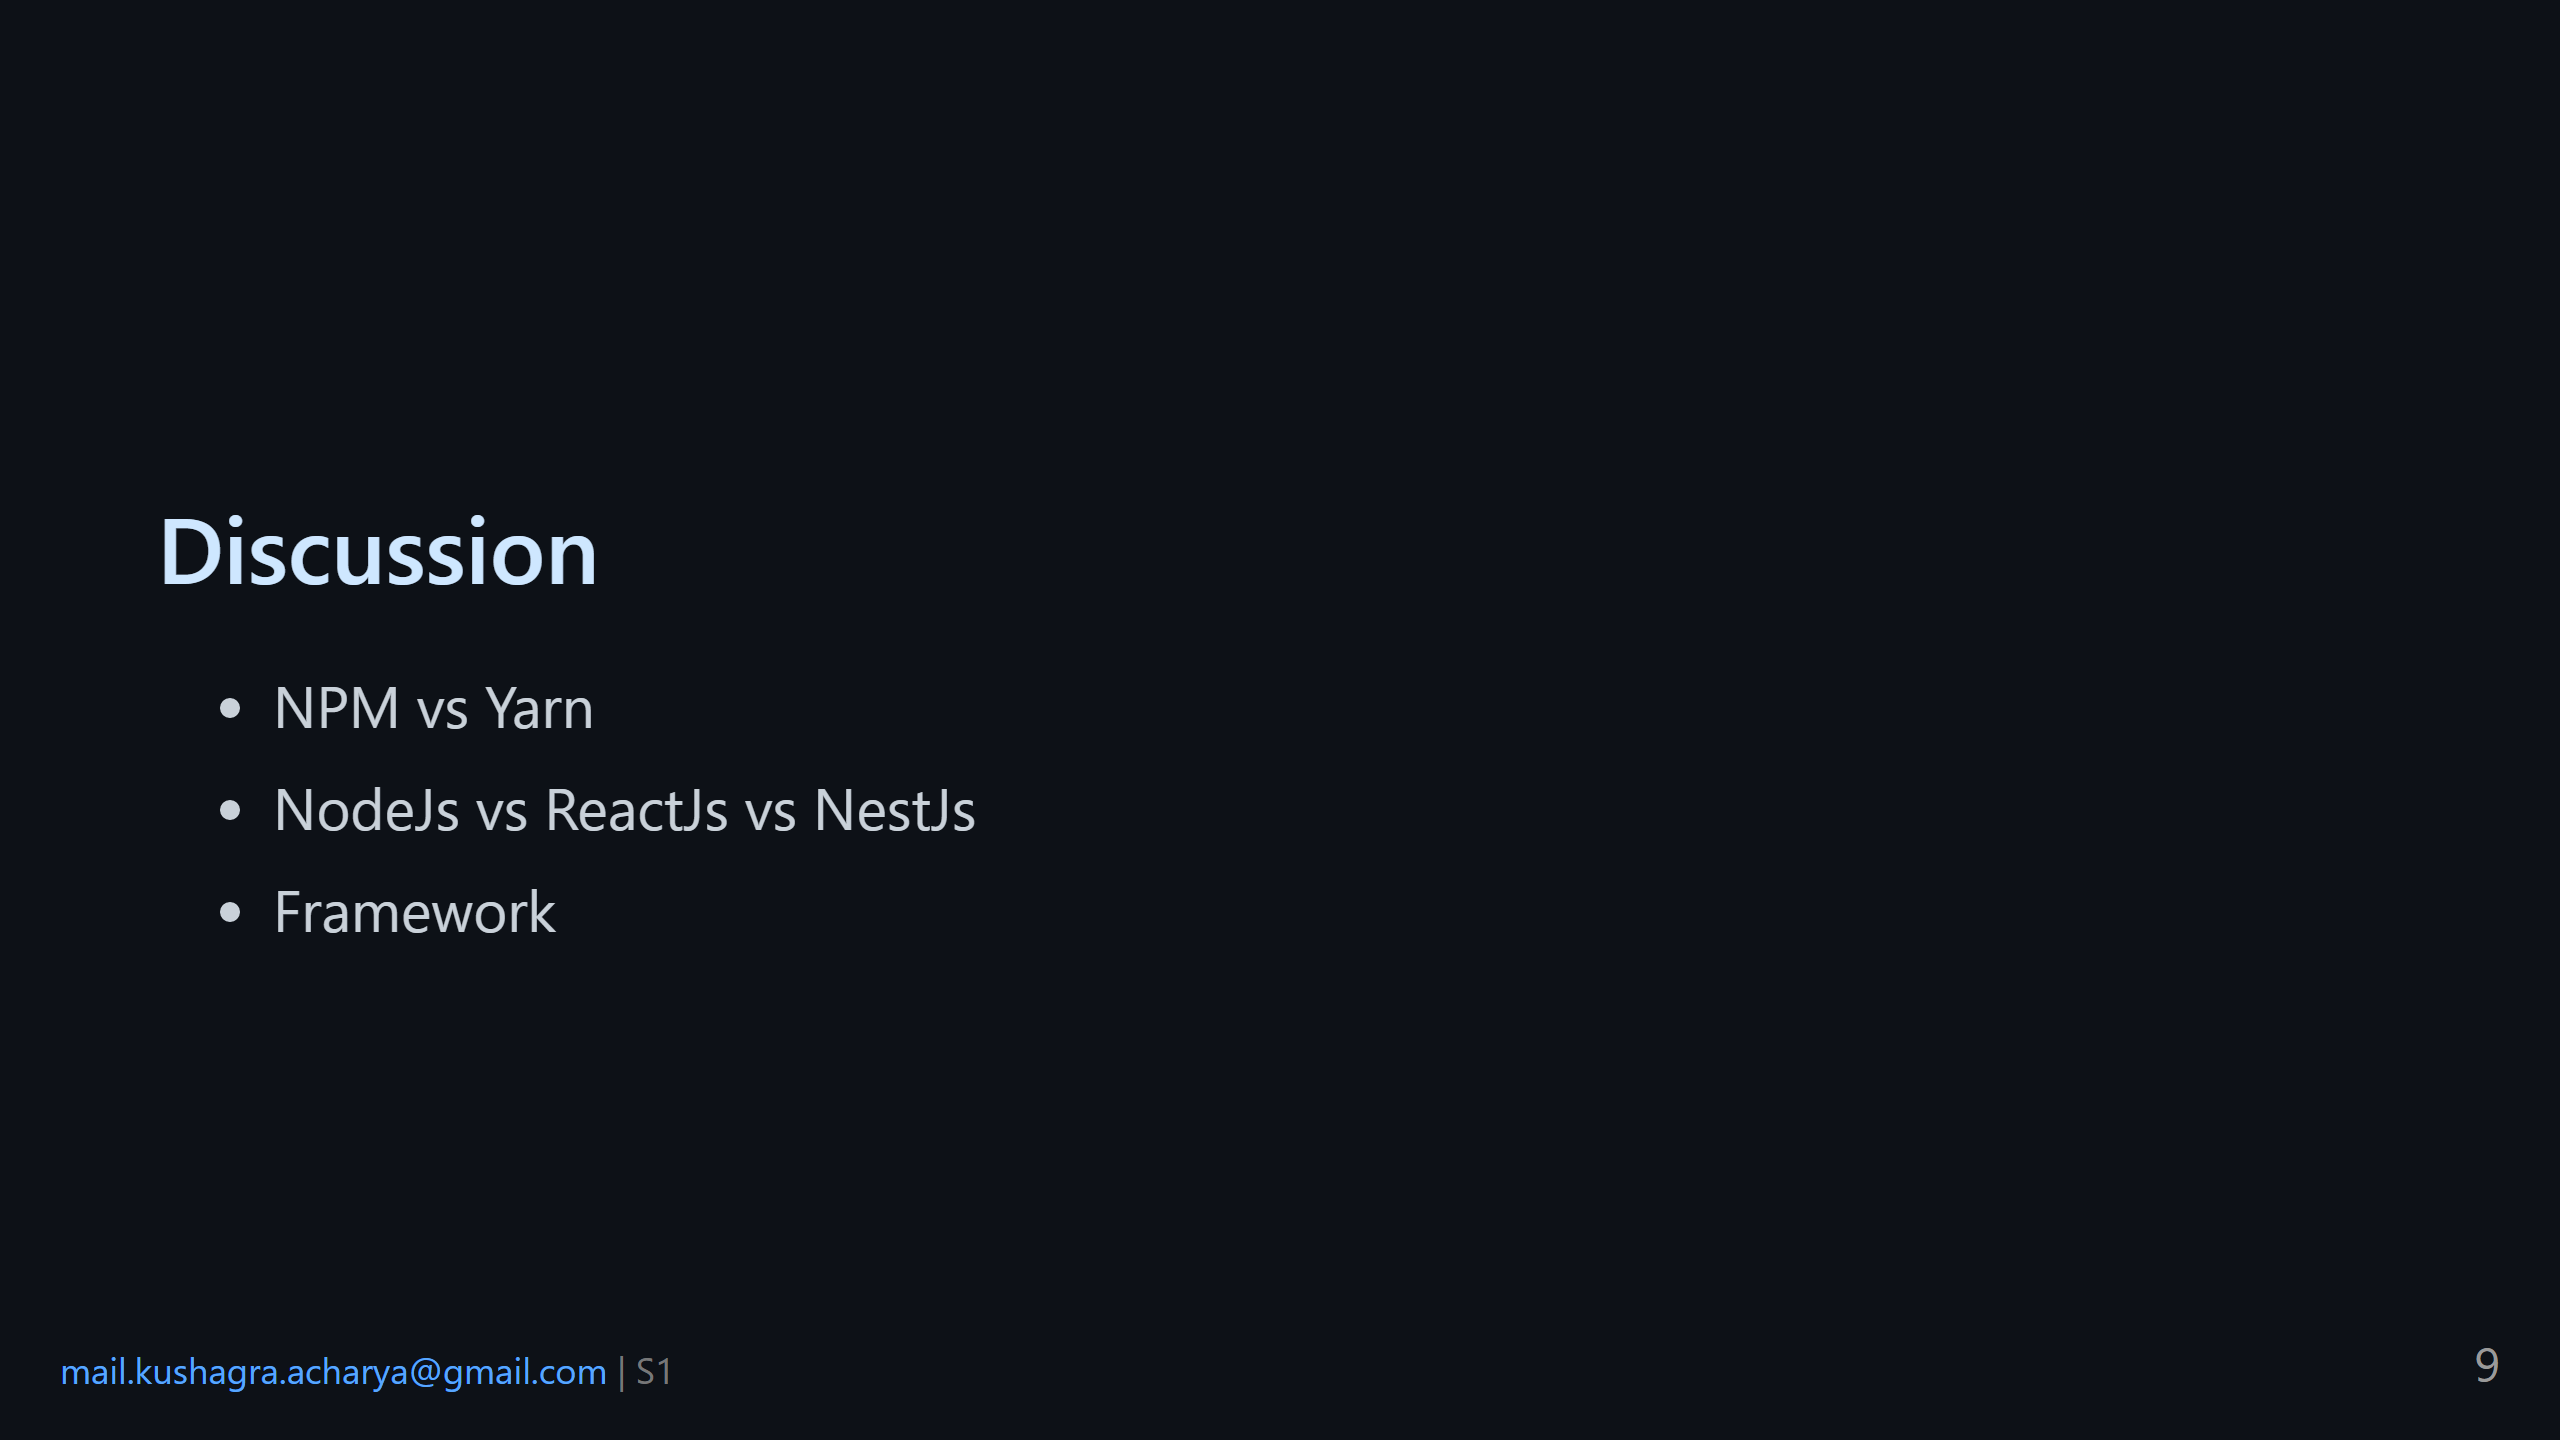 Discussion
• NPM vs Yarn
• NodeJs vs ReactJs vs NestJs
• Framework
mail.kushagra.acharya@gmail.com | S1
9